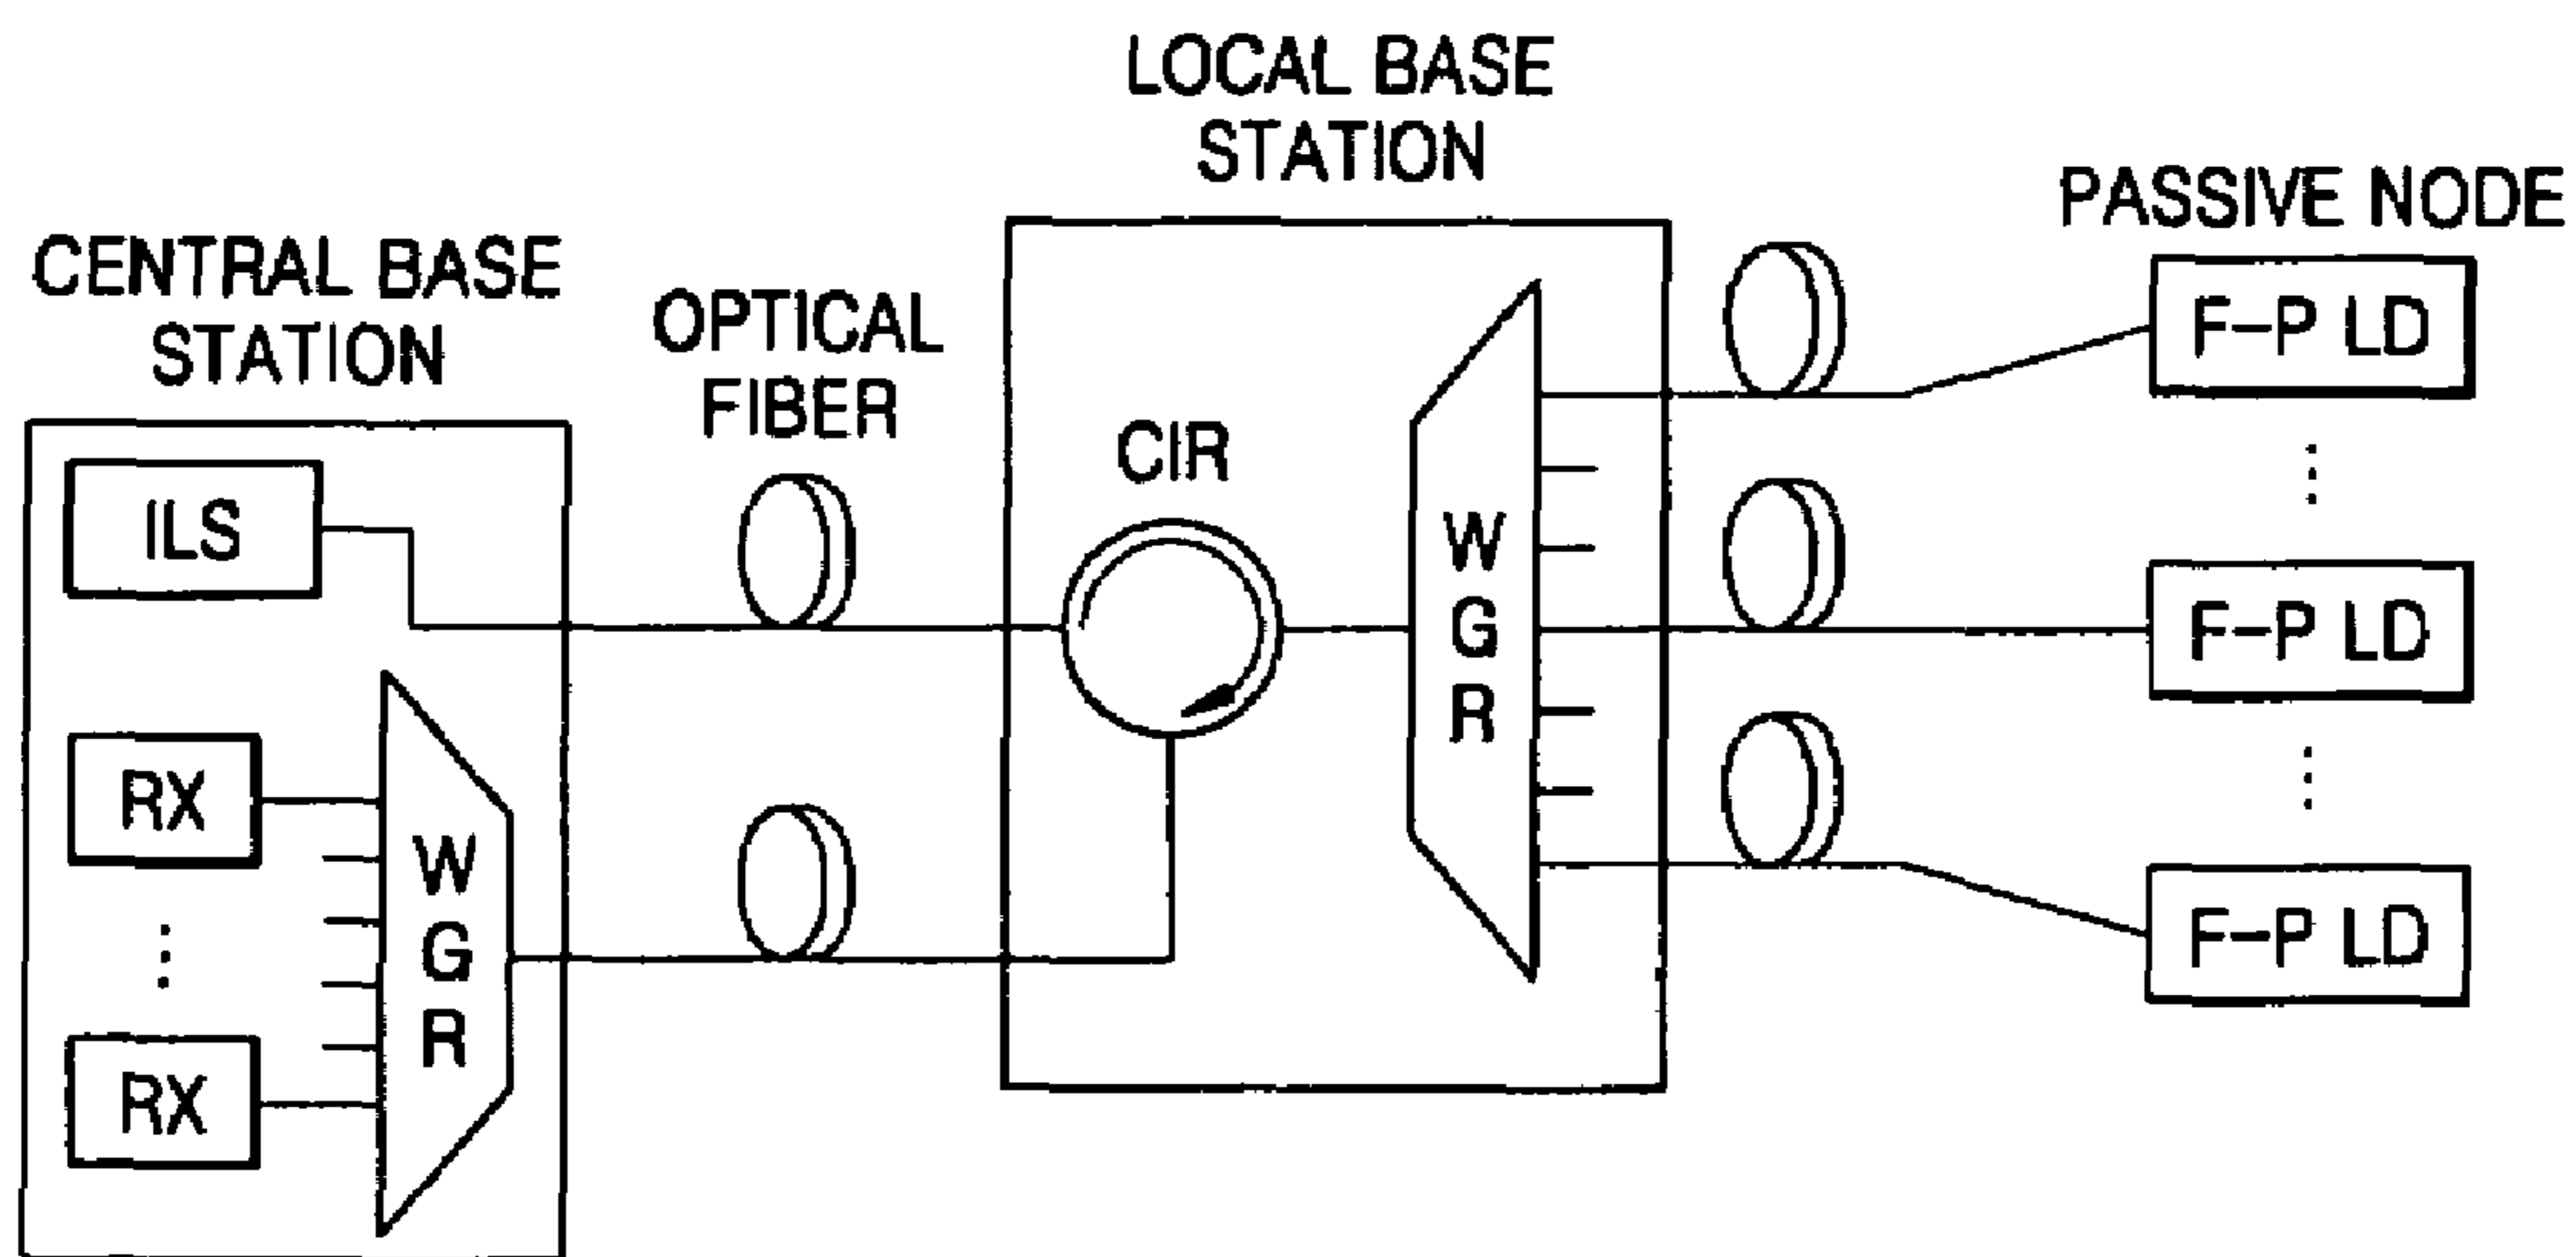 LOCAL BASE
STATION
PASSIVE NODE
CENTRAL BASE
STATION
OPTICAL
FIBER
F-P LD
CIR
ILS
W
G
R
F-P LD
RX
W
G
R
F-P LD
RX